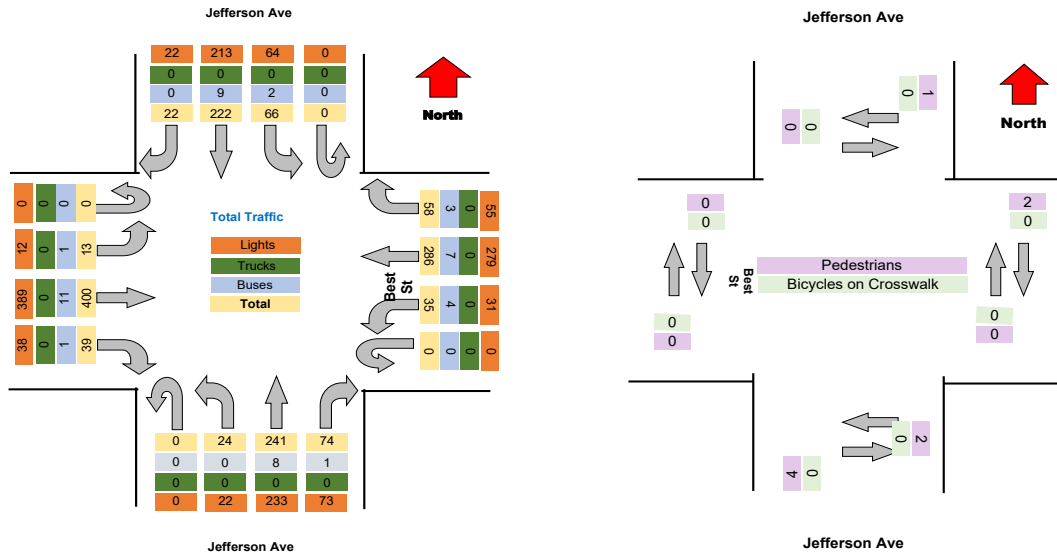 Jefferson Ave
22 213 64 0
0 0 0 0
0 9 2 0
22 222 66 0
North
0 0 0 0
12 0 1 13
389 0 11 400
38 0 1 39
Total Traffic
Lights
Trucks
Buses
Total
58 3 0 55
286 7 0 279
Best St
35 4 0 31
0 0 0 0
0 24 241 74
0 0 8 1
0 0 0 0
0 22 233 73
Jefferson Ave
Jefferson Ave
0 1
0 0
North
0
0
2
0
Best St
Pedestrians
Bicycles on Crosswalk
0
0
0
0
0 2
4 0
Jefferson Ave